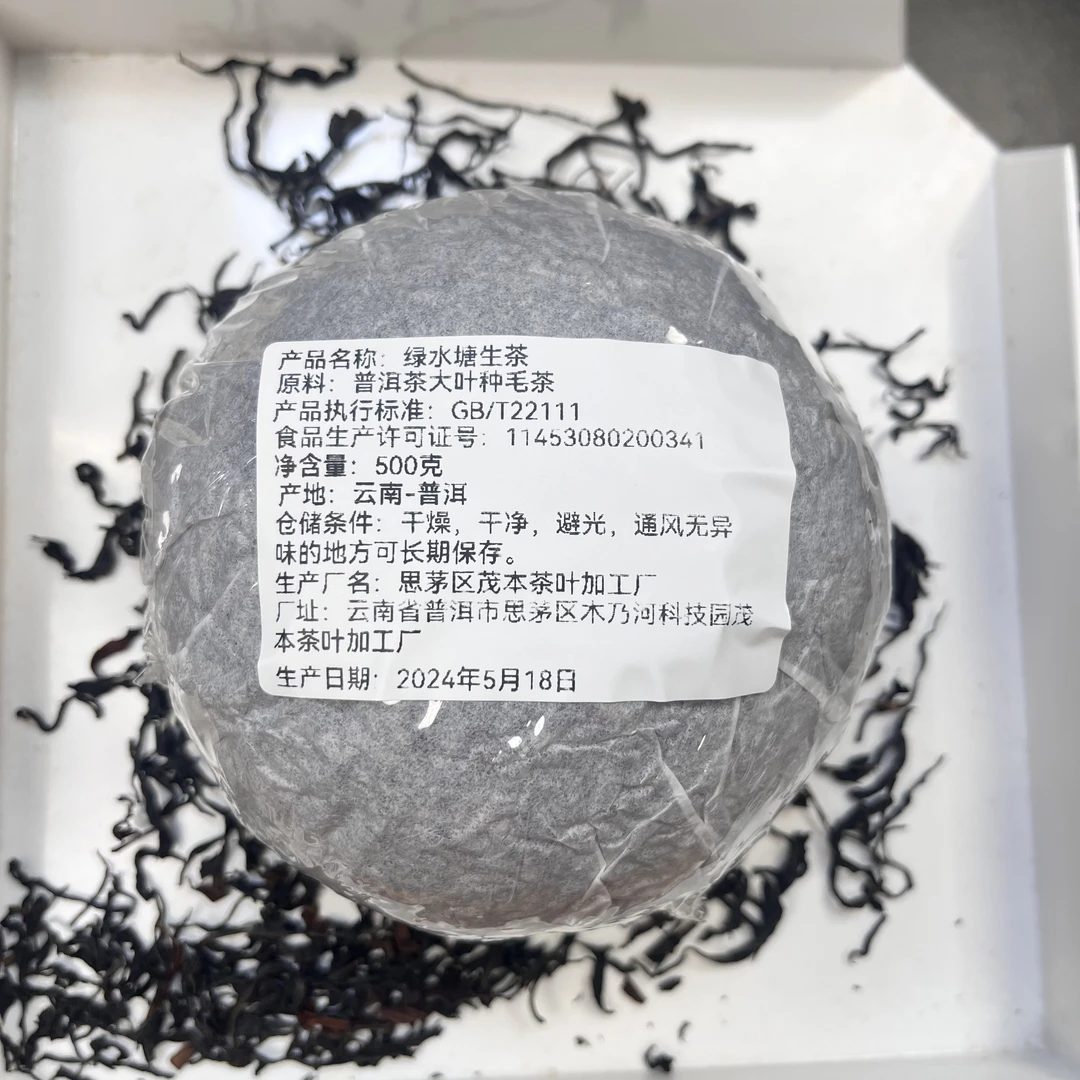 产品名称：绿水塘生茶
原料：普洱茶大叶种毛茶
产品执行标准：GB/T22111
食品生产许可证号：11453080200341
净含量：500克
产地：云南-普洱
仓储条件：干燥，干净，避光，通风无异
味的地方可长期保存。
生产厂名：思茅区茂本茶叶加工厂
厂址：云南省普洱市思茅区木乃河科技园茂
本茶叶加工厂
生产日期：2024年5月18日